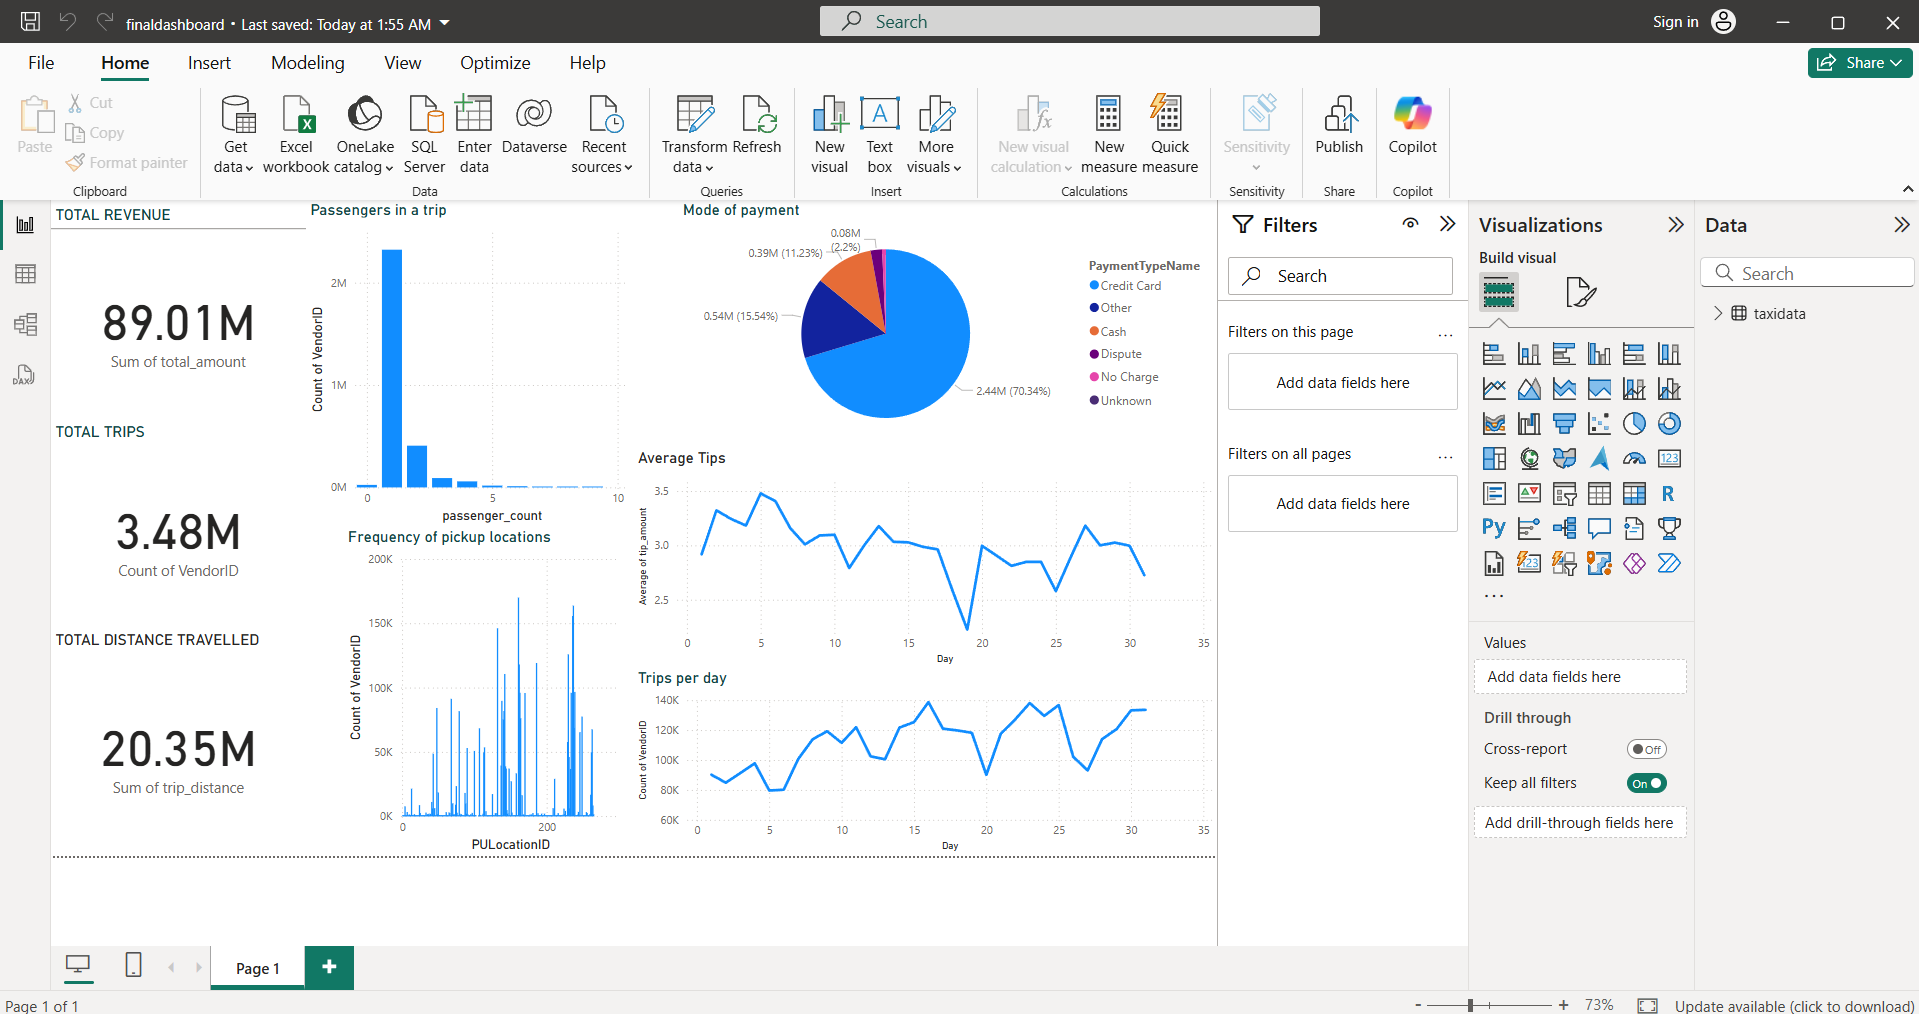 finaldashboard • Last saved: Today at 1:55 AM
Search
Sign in
File Home Insert Modeling View Optimize Help
Share
Paste
Cut
Copy
Format painter
Clipboard
Get data
Excel workbook
OneLake catalog
SQL Server
Enter data
Dataverse
Recent sources
Data
Transform data
Refresh
Queries
New visual
Text box
More visuals
Insert
New visual calculation
New measure
Quick measure
Calculations
Sensitivity
Sensitivity
Publish
Share
Copilot
Copilot
TOTAL REVENUE
89.01M
Sum of total_amount
TOTAL TRIPS
3.48M
Count of VendorID
TOTAL DISTANCE TRAVELLED
20.35M
Sum of trip_distance
Passengers in a trip
Count of VendorID
2M
1M
0M
0 5 10
passenger_count
Frequency of pickup locations
Count of VendorID
200K
150K
100K
50K
0K
0 200
PULocationID
Mode of payment
0.08M
(2.2%)
0.39M (11.23%)
0.54M (15.54%)
2.44M (70.34%)
PaymentTypeName
Credit Card
Other
Cash
Dispute
No Charge
Unknown
Average Tips
Average of tip_amount
3.5
3.0
2.5
0 5 10 15 20 25 30 35
Day
Trips per day
Count of VendorID
140K
120K
100K
80K
60K
0 5 10 15 20 25 30 35
Day
Filters
Search
Filters on this page
...
Add data fields here
Filters on all pages
...
Add data fields here
Visualizations
Build visual
123
R
Py
123
...
Values
Add data fields here
Drill through
Cross-report
Off
Keep all filters
On
Add drill-through fields here
Data
Search
taxidata
DAX
Page 1
+
Page 1 of 1
- + 73%
Update available (click to download)